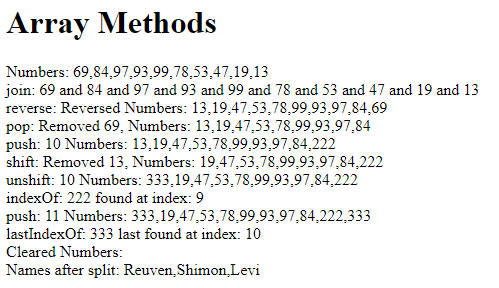 Array Methods
Numbers: 69,84,97,93,99,78,53,47,19,13
join: 69 and 84 and 97 and 93 and 99 and 78 and 53 and 47 and 19 and 13
reverse: Reversed Numbers: 13,19,47,53,78,99,93,97,84,69
pop: Removed 69, Numbers: 13,19,47,53,78,99,93,97,84
push: 10 Numbers: 13,19,47,53,78,99,93,97,84,222
shift: Removed 13, Numbers: 19,47,53,78,99,93,97,84,222
unshift: 10 Numbers: 333,19,47,53,78,99,93,97,84,222
indexOf: 222 found at index: 9
push: 11 Numbers: 333,19,47,53,78,99,93,97,84,222,333
lastIndexOf: 333 last found at index: 10
Cleared Numbers:
Names after split: Reuven,Shimon,Levi